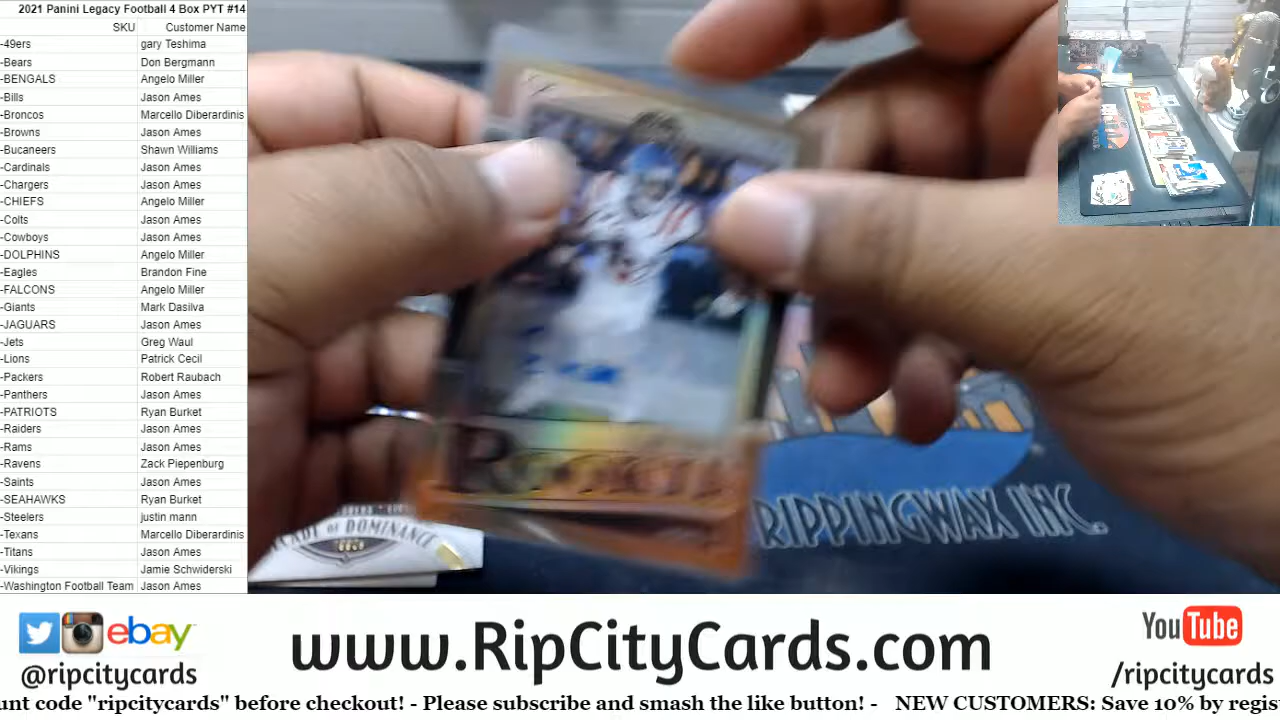 2021 Panini Legacy Football 4 Box PYT #14
SKU Customer Name
-49ers gary Teshima
-Bears Don Bergmann
-BENGALS Angelo Miller
-Bills Jason Ames
-Broncos Marcello Diberardinis
-Browns Jason Ames
-Bucaneers Shawn Williams
-Cardinals Jason Ames
-Chargers Jason Ames
-CHIEFS Angelo Miller
-Colts Jason Ames
-Cowboys Jason Ames
-DOLPHINS Angelo Miller
-Eagles Brandon Fine
-FALCONS Angelo Miller
-Giants Mark Dasilva
-JAGUARS Jason Ames
-Jets Greg Waul
-Lions Patrick Cecil
-Packers Robert Raubach
-Panthers Jason Ames
-PATRIOTS Ryan Burket
-Raiders Jason Ames
-Rams Jason Ames
-Ravens Zack Piepenburg
-Saints Jason Ames
-SEAHAWKS Ryan Burket
-Steelers justin mann
-Texans Marcello Diberardinis
-Titans Jason Ames
-Vikings Jamie Schwiderski
-Washington Football Team Jason Ames
OF DOMINANCE
RIPPINGWAX INC.
ebay
@ripcitycards
www.RipCityCards.com
YouTube
/ripcitycards
unt code "ripcitycards" before checkout! - Please subscribe and smash the like button! - NEW CUSTOMERS: Save 10% by regis